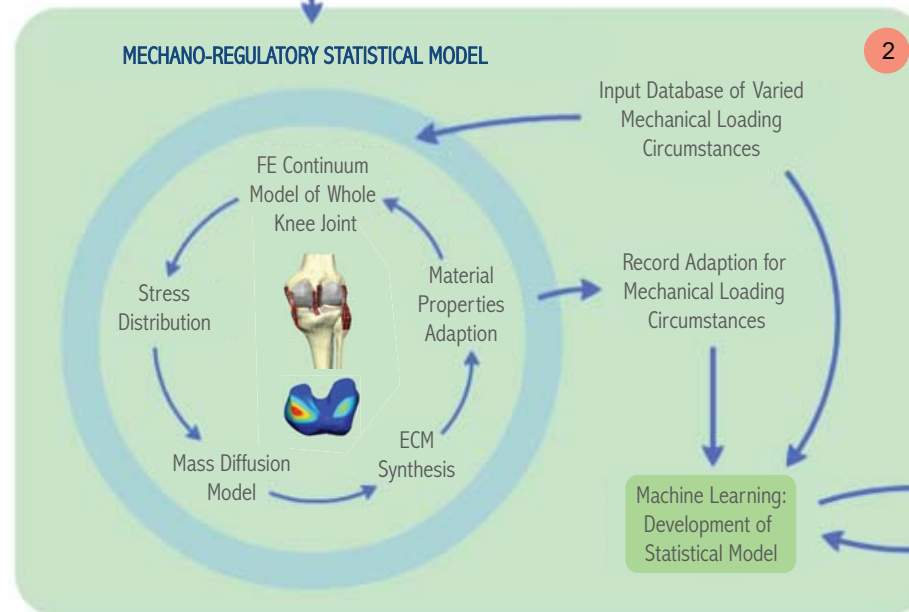 MECHANO-REGULATORY STATISTICAL MODEL
2
Input Database of Varied
Mechanical Loading
Circumstances
FE Continuum
Model of Whole
Knee Joint
Stress
Distribution
Material
Properties
Adaption
Record Adaption for
Mechanical Loading
Circumstances
Mass Diffusion
Model
ECM
Synthesis
Machine Learning:
Development of
Statistical Model